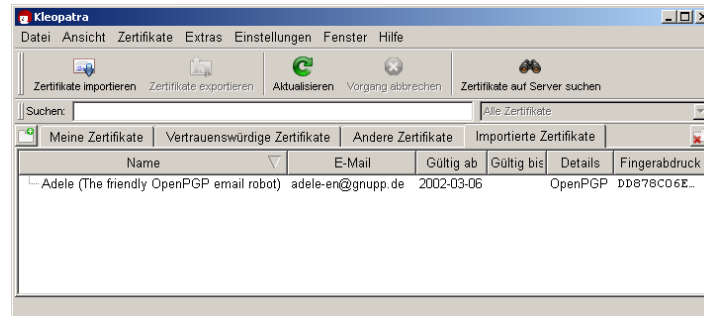 Kleopatra
Datei Ansicht Zertifikate Extras Einstellungen Fenster Hilfe
Zertifikate importieren Zertifikate exportieren Aktualisieren Vorgang abbrechen Zertifikate auf Server suchen
Suchen: Alle Zertifikate
Meine Zertifikate Vertrauenswürdige Zertifikate Andere Zertifikate Importierte Zertifikate
Name E-Mail Gültig ab Gültig bis Details Fingerabdruck
Adele (The friendly OpenPGP email robot) adele-en@gnupp.de 2002-03-06 OpenPGP DD878C06E...